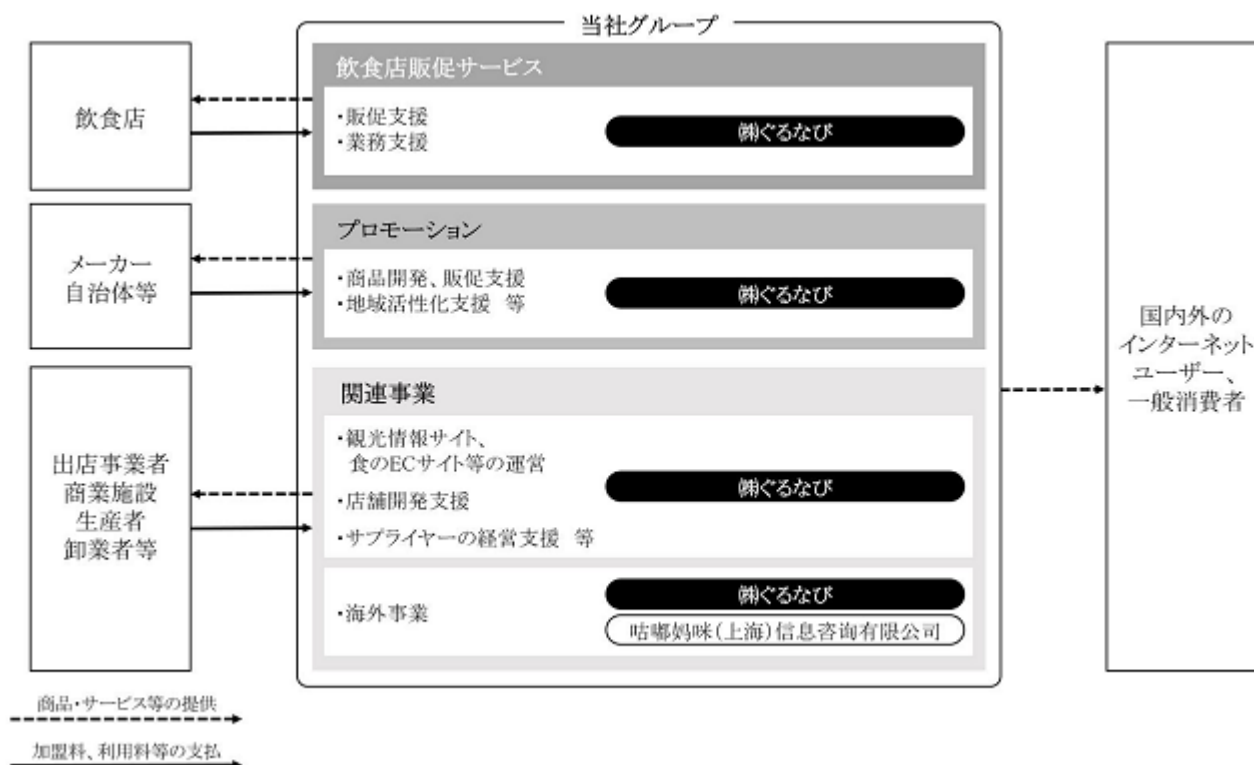 当社グループ
飲食店
飲食店販促サービス
・販促支援
・業務支援
㈱ぐるなび
メーカー
自治体等
プロモーション
・商品開発、販促支援
・地域活性化支援 等
㈱ぐるなび
出店事業者
商業施設
生産者
卸業者等
関連事業
・観光情報サイト、
食のECサイト等の運営
・店舗開発支援
・サプライヤーの経営支援 等
㈱ぐるなび
・海外事業
㈱ぐるなび
咕嘟妈咪(上海)信息咨询有限公司
国内外の
インターネット
ユーザー、
一般消費者
商品・サービス等の提供
加盟料、利用料等の支払